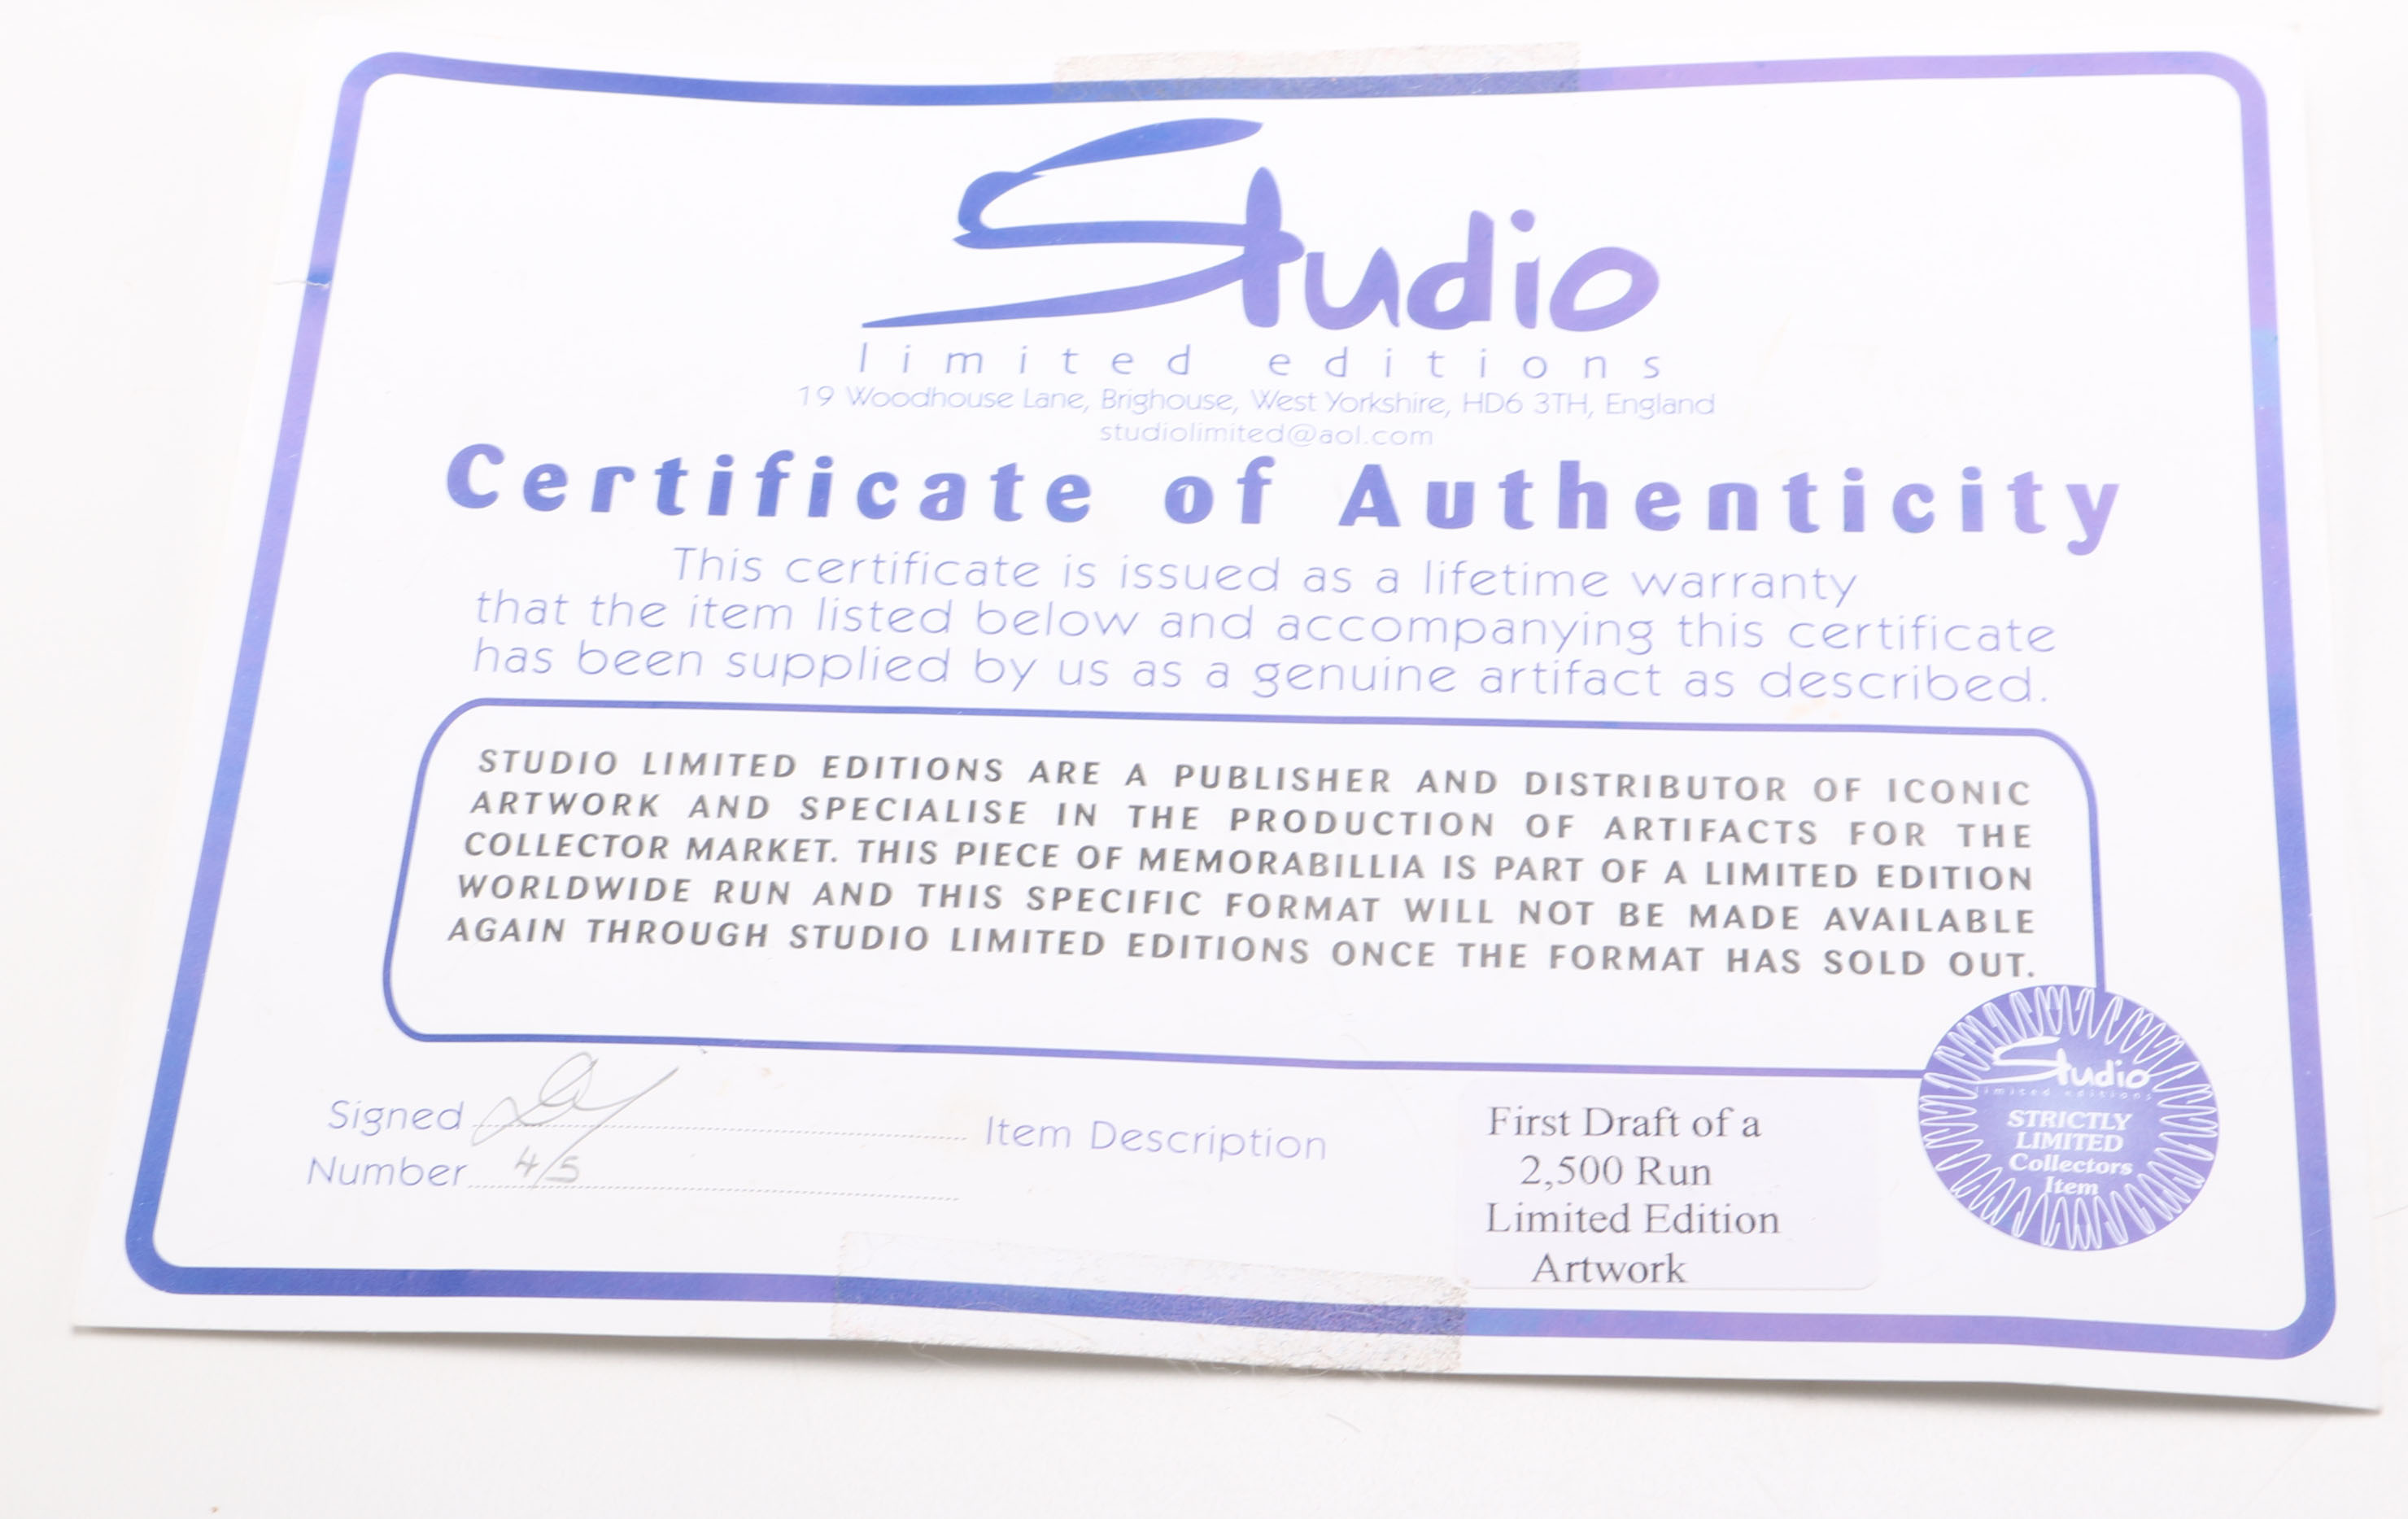 Studio
limited editions
19 Woodhouse Lane, Brighouse, West Yorkshire, HD6 3TH, England
studiolimited@aol.com
Certificate of Authenticity
This certificate is issued as a lifetime warranty
that the item listed below and accompanying this certificate
has been supplied by us as a genuine artifact as described.
STUDIO LIMITED EDITIONS ARE A PUBLISHER AND DISTRIBUTOR OF ICONIC
ARTWORK AND SPECIALISE IN THE PRODUCTION OF ARTIFACTS FOR THE
COLLECTOR MARKET. THIS PIECE OF MEMORABILLIA IS PART OF A LIMITED EDITION
WORLDWIDE RUN AND THIS SPECIFIC FORMAT WILL NOT BE MADE AVAILABLE
AGAIN THROUGH STUDIO LIMITED EDITIONS ONCE THE FORMAT HAS SOLD OUT.
Signed
Number 4/5
Item Description
First Draft of a
2,500 Run
Limited Edition
Artwork
Studio
limited editions
STRICTLY
LIMITED
Collectors
Item